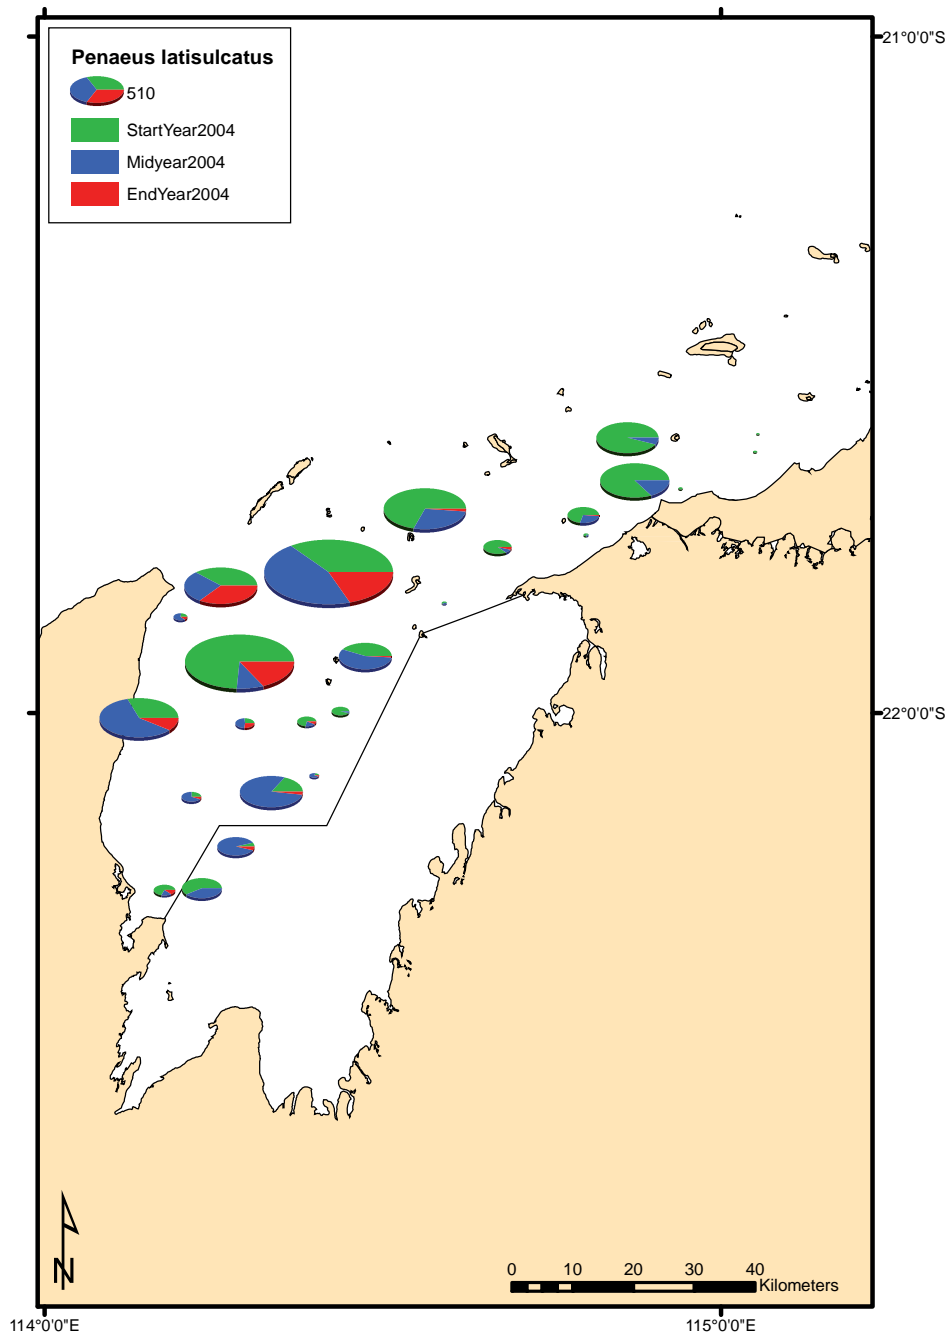 21°0'0"S
Penaeus latisulcatus
510
StartYear2004
Midyear2004
EndYear2004
22°0'0"S
N
0 10 20 30 40
Kilometers
114°0'0"E 115°0'0"E